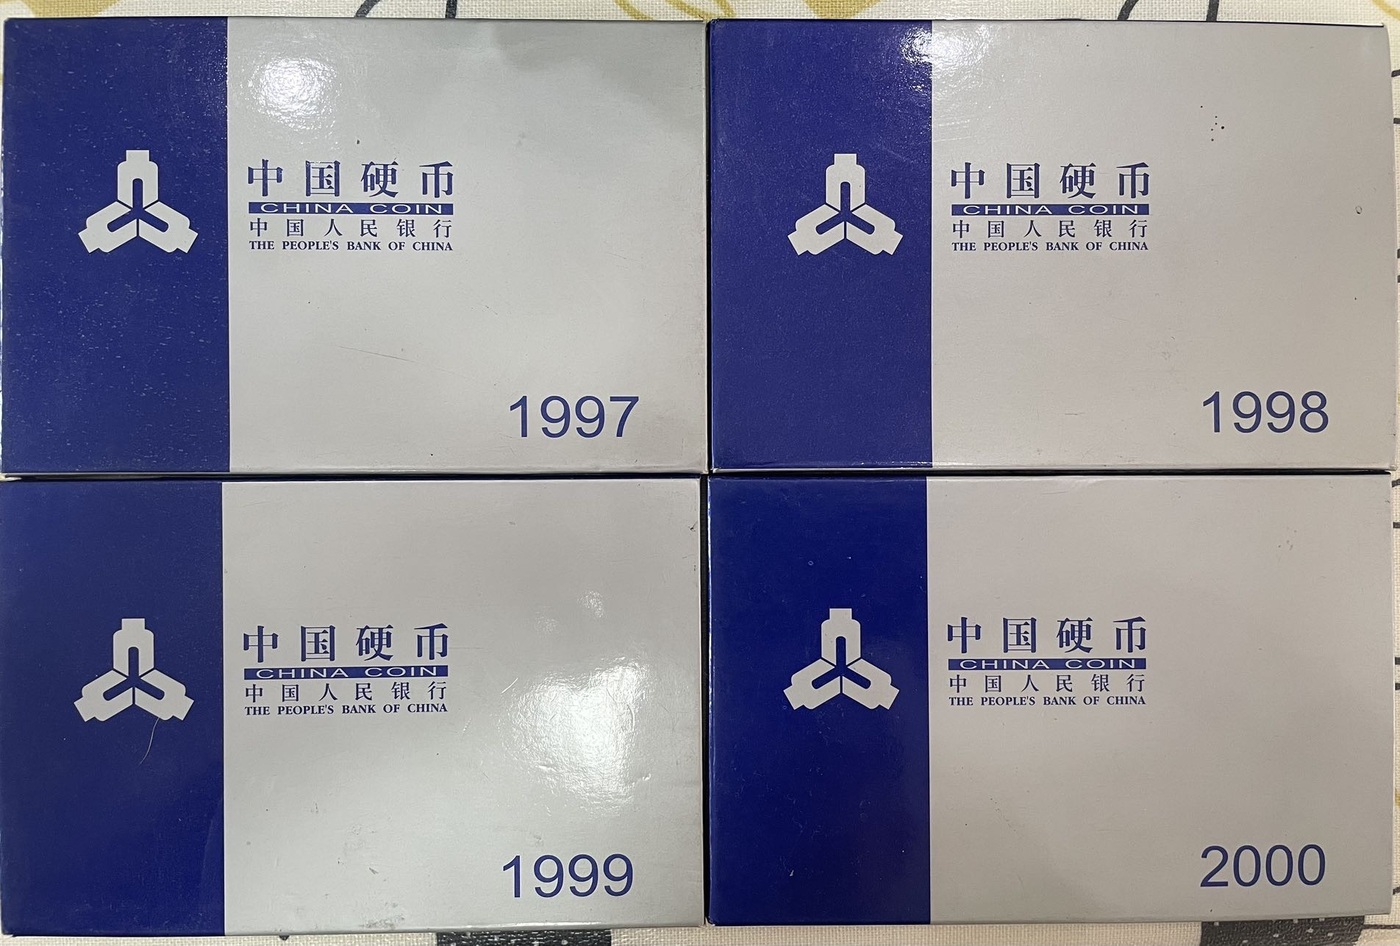 中国硬币
CHINA COIN
中国人民银行
THE PEOPLE'S BANK OF CHINA
1997
中国硬币
CHINA COIN
中国人民银行
THE PEOPLE'S BANK OF CHINA
1998
中国硬币
CHINA COIN
中国人民银行
THE PEOPLE'S BANK OF CHINA
1999
中国硬币
CHINA COIN
中国人民银行
THE PEOPLE'S BANK OF CHINA
2000